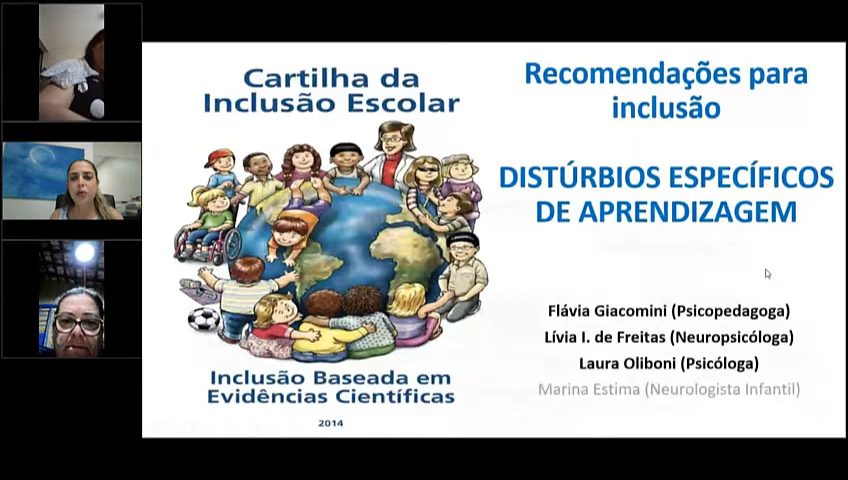 Cartilha da
Inclusão Escolar
Inclusão Baseada em
Evidências Científicas
2014
Recomendações para
inclusão
DISTÚRBIOS ESPECÍFICOS
DE APRENDIZAGEM
Flávia Giacomini (Psicopedagoga)
Lívia I. de Freitas (Neuropsicóloga)
Laura Oliboni (Psicóloga)
Marina Estima (Neurologista Infantil)